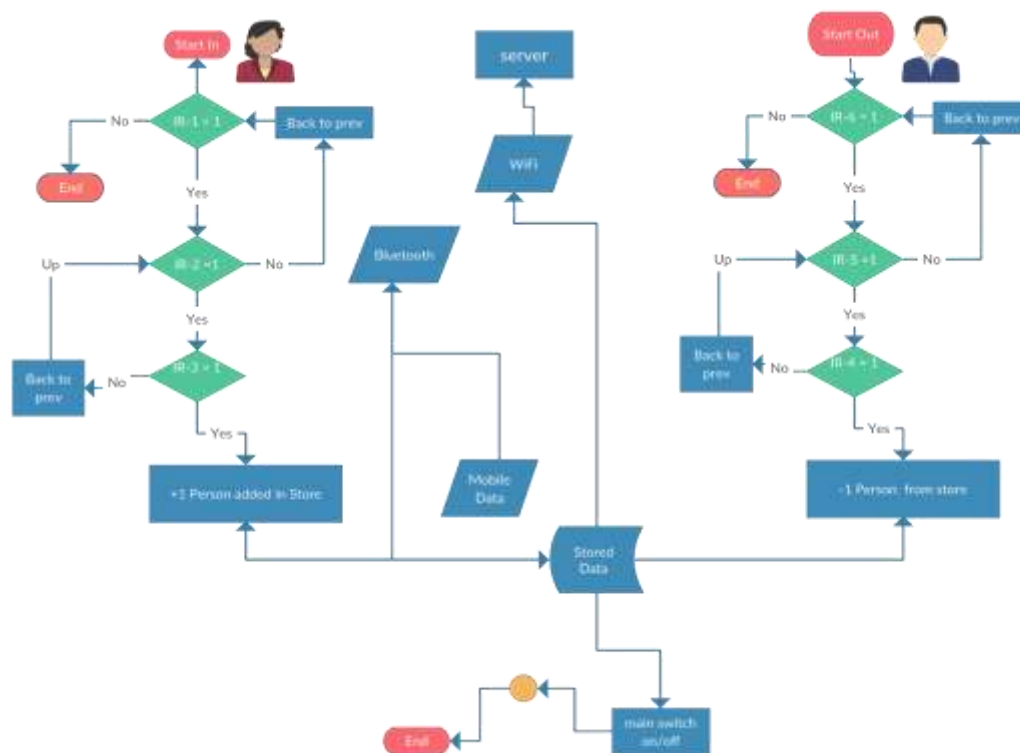 Start In
Start Out
server
IR-1 = 1
Back to prev
No
End
Yes
WiFi
IR-6 = 1
Back to prev
No
End
Yes
Up
IR-2 =1
No
Bluetooth
Up
IR-5 =1
No
Yes
Yes
Back to
prev
No
IR-3 = 1
Back to
prev
No
IR-4 = 1
Yes
Yes
+1 Person added in Store
Mobile
Data
-1 Person from store
Stored
Data
main switch
on/off
End